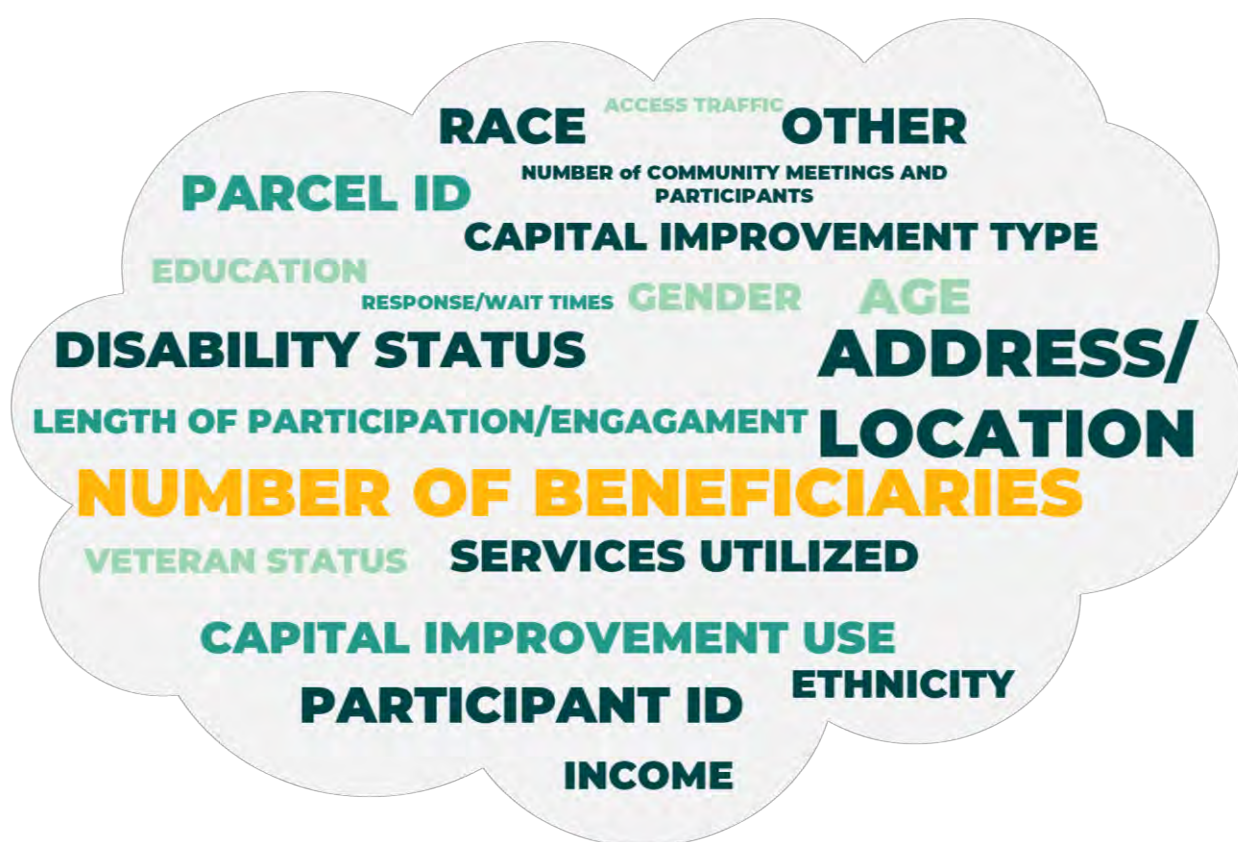 ACCESS TRAFFIC
RACE
OTHER
NUMBER of COMMUNITY MEETINGS AND
PARTICIPANTS
PARCEL ID
CAPITAL IMPROVEMENT TYPE
EDUCATION
RESPONSE/WAIT TIMES
GENDER
AGE
DISABILITY STATUS
ADDRESS/
LOCATION
LENGTH OF PARTICIPATION/ENGAGAMENT
NUMBER OF BENEFICIARIES
VETERAN STATUS
SERVICES UTILIZED
CAPITAL IMPROVEMENT USE
PARTICIPANT ID
ETHNICITY
INCOME